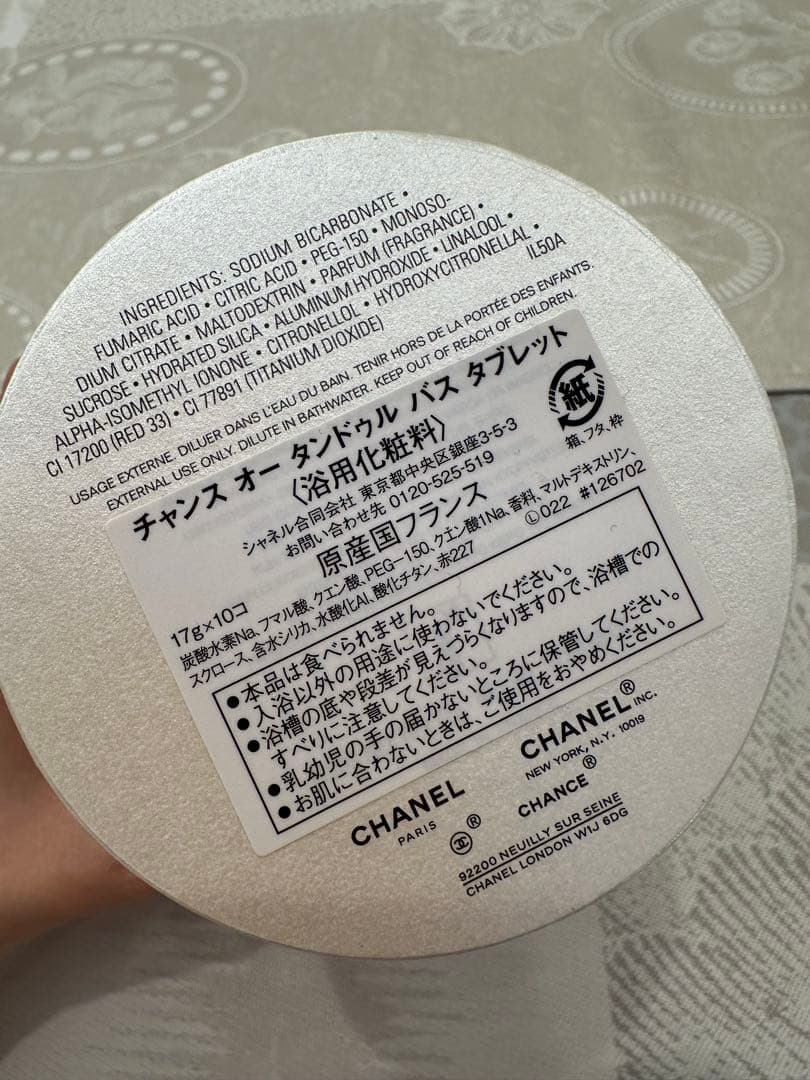 INGREDIENTS: SODIUM BICARBONATE •
FUMARIC ACID • CITRIC ACID • PEG-150 • MONOSO-
DIUM CITRATE • MALTODEXTRIN • PARFUM (FRAGRANCE) •
SUCROSE • HYDRATED SILICA • ALUMINUM HYDROXIDE • LINALOOL •
ALPHA-ISOMETHYL IONONE • CITRONELLOL • HYDROXYCITRONELLAL •
CI 17200 (RED 33) • CI 77891 (TITANIUM DIOXIDE)
IL50A
USAGE EXTERNE. DILUER DANS L'EAU DU BAIN. TENIR HORS DE LA PORTÉE DES ENFANTS.
EXTERNAL USE ONLY. DILUTE IN BATHWATER. KEEP OUT OF REACH OF CHILDREN.
チャンス オー タンドゥル バス タブレット
〈浴用化粧料〉
シャネル合同会社 東京都中央区銀座3-5-3
お問い合わせ先 0120-525-519
原産国フランス
紙
箱、フタ、枠
17g×10コ
Ⓛ022 #126702
炭酸水素Na、フマル酸、クエン酸、PEG-150、クエン酸1Na、香料、マルトデキストリン、
スクロース、含水シリカ、水酸化Al、酸化チタン、赤227
●本品は食べられません。
●入浴以外の用途に使わないでください。
●浴槽の底や段差が見えづらくなりますので、浴槽での
すべりに注意してください。
●乳幼児の手の届かないところに保管してください。
●お肌に合わないときは、ご使用をおやめください。
CHANEL
PARIS
®
CHANEL® INC.
NEW YORK, N.Y. 10019
CHANCE®
92200 NEUILLY SUR SEINE
CHANEL LONDON W1J 6DG